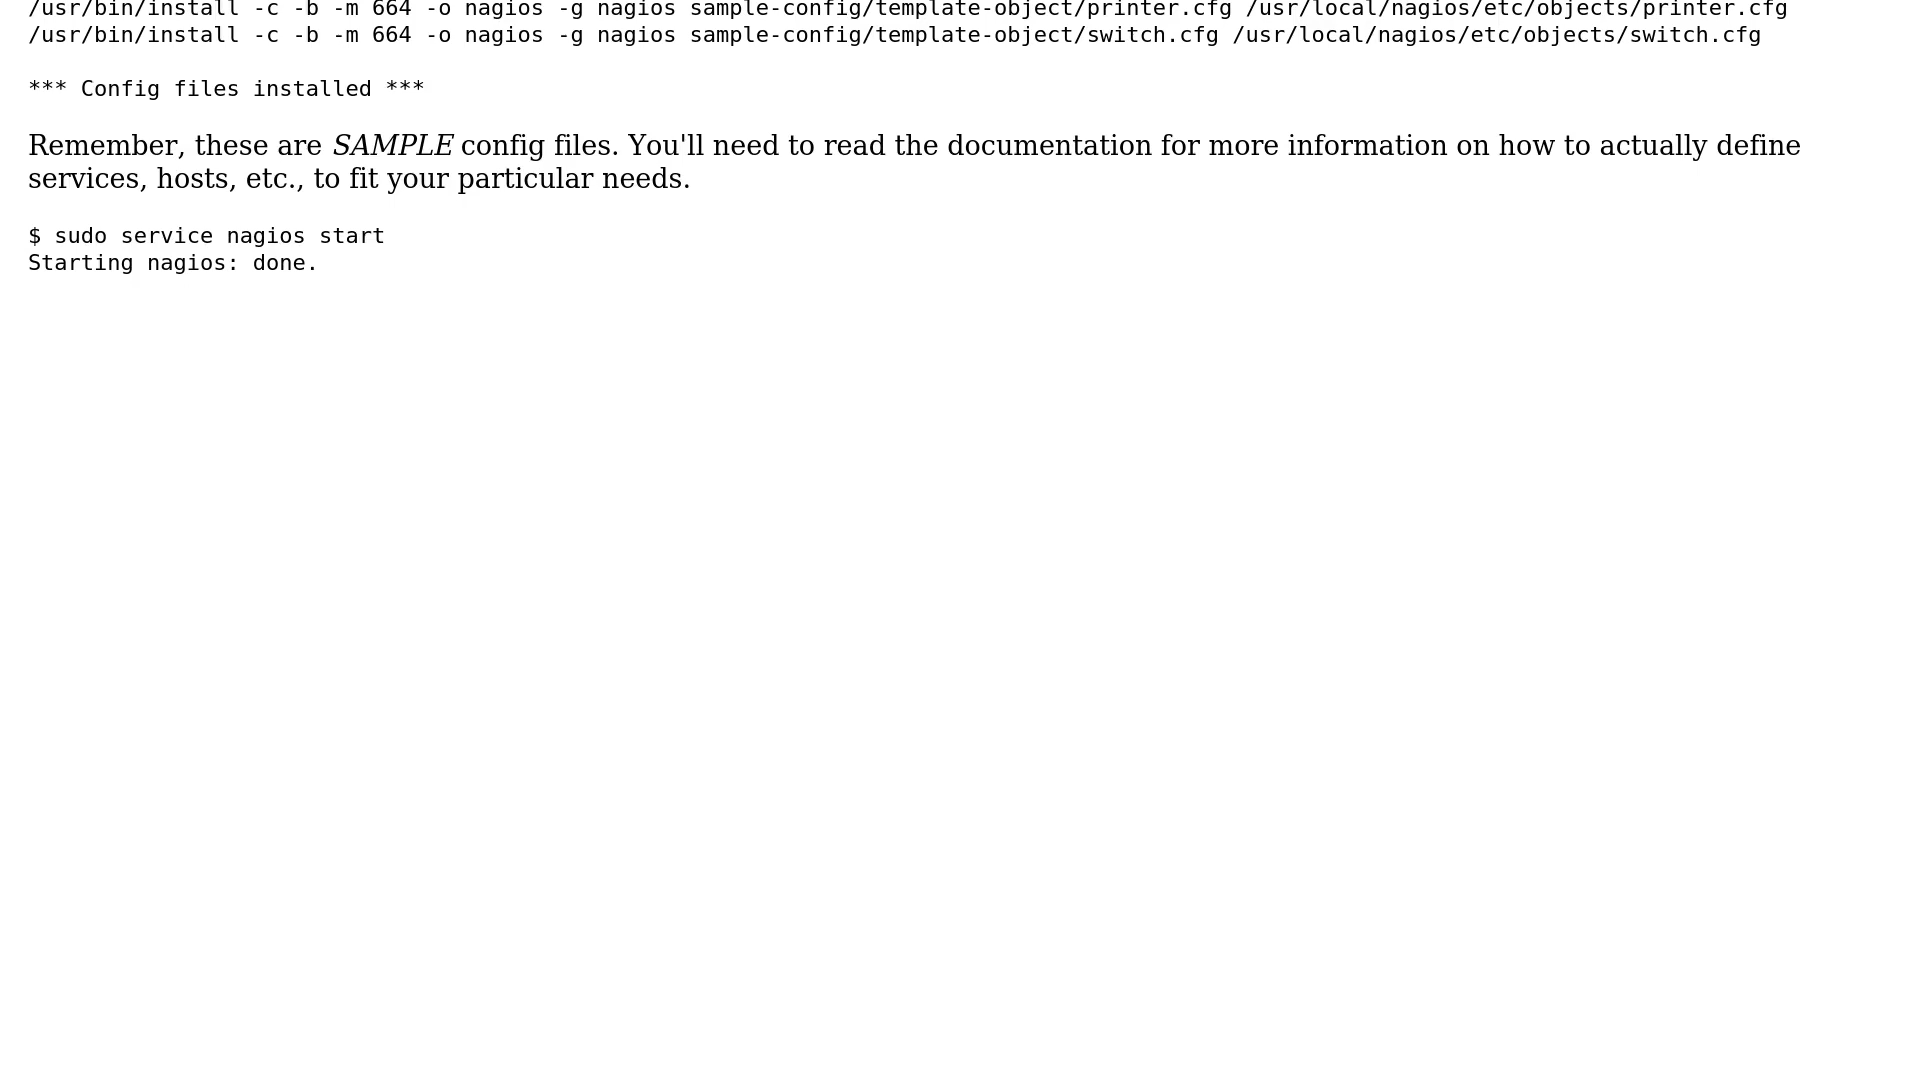 /usr/bin/install -c -b -m 664 -o nagios -g nagios sample-config/template-object/printer.cfg /usr/local/nagios/etc/objects/printer.cfg
/usr/bin/install -c -b -m 664 -o nagios -g nagios sample-config/template-object/switch.cfg /usr/local/nagios/etc/objects/switch.cfg
*** Config files installed ***
Remember, these are SAMPLE config files. You'll need to read the documentation for more information on how to actually define
services, hosts, etc., to fit your particular needs.
$ sudo service nagios start
Starting nagios: done.